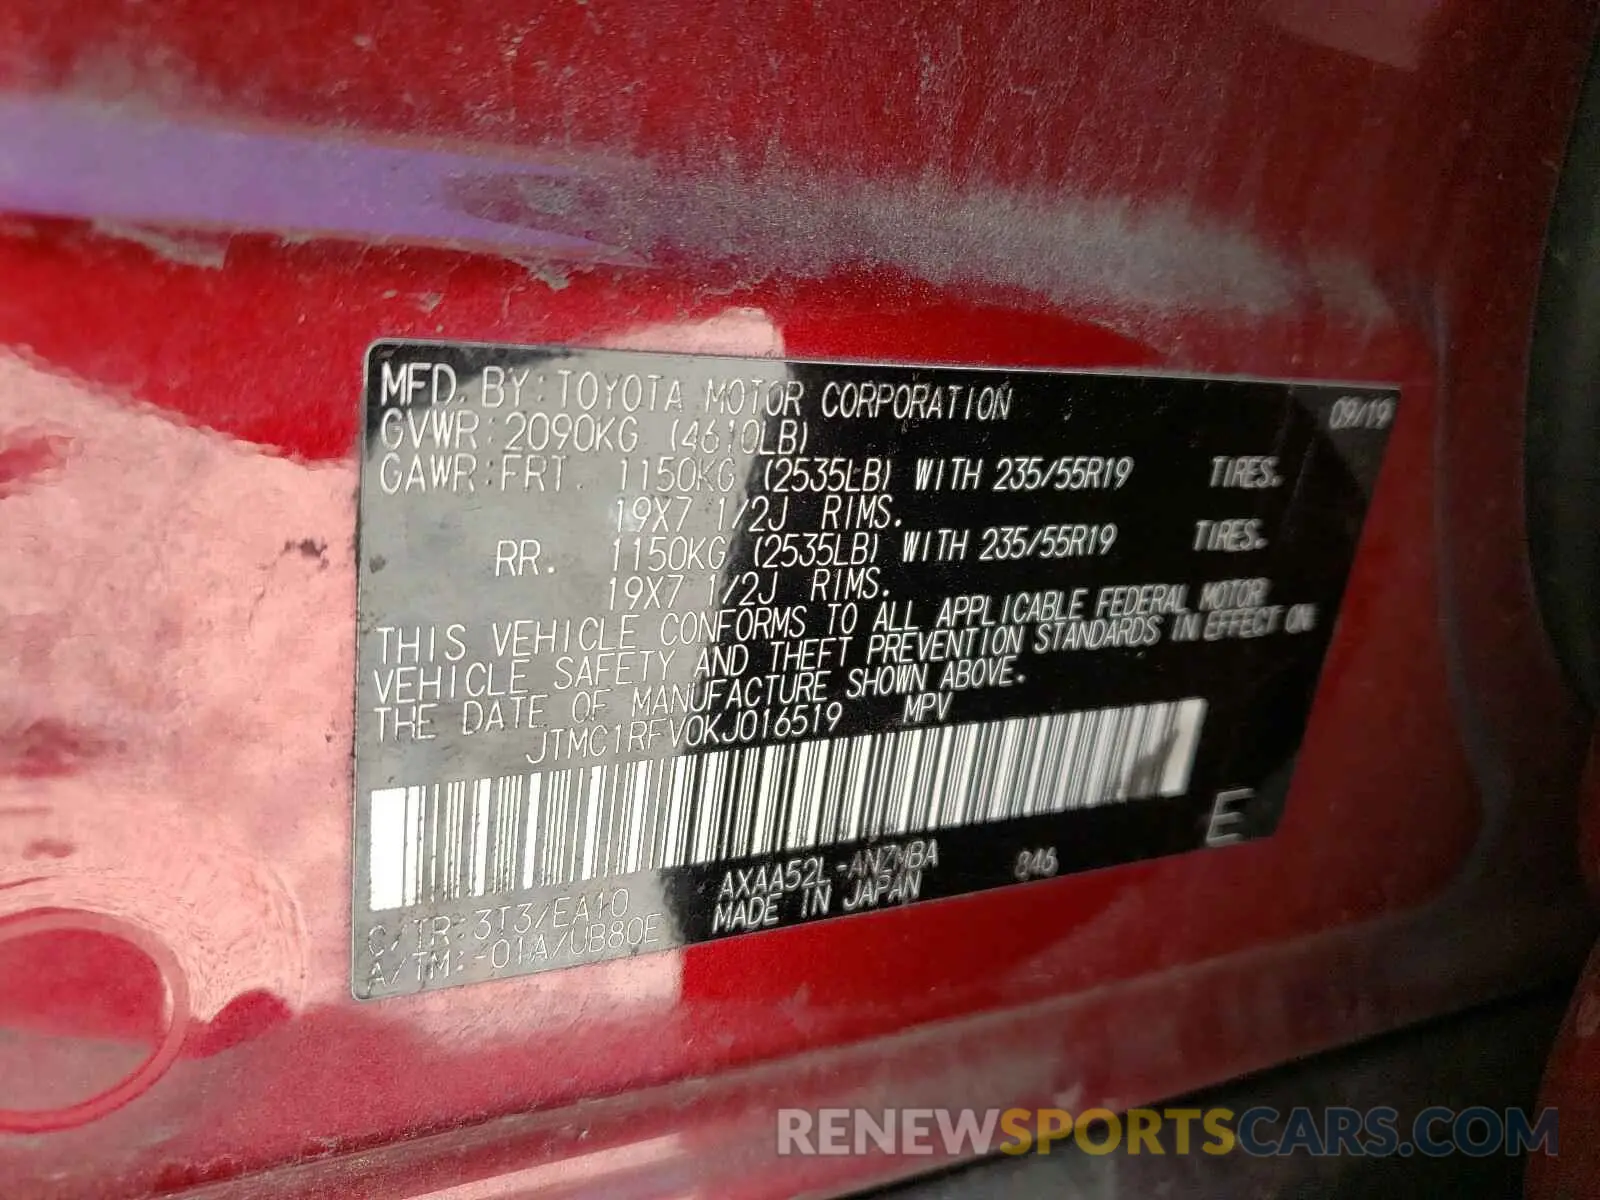 MFD. BY: TOYOTA MOTOR CORPORATION 09/19
GVWR: 2090KG (4610LB)
GAWR: FRT. 1150KG (2535LB) WITH 235/55R19 TIRES.
19X7 1/2J RIMS.
RR. 1150KG (2535LB) WITH 235/55R19 TIRES.
19X7 1/2J RIMS.
THIS VEHICLE CONFORMS TO ALL APPLICABLE FEDERAL MOTOR
VEHICLE SAFETY AND THEFT PREVENTION STANDARDS IN EFFECT ON
THE DATE OF MANUFACTURE SHOWN ABOVE.
JTMC1RFV0KJ016519 MPV
E
AXAA52L-ANZMBA 846
C/TR: 3T3/EA10 MADE IN JAPAN
A/TM: -01A/UB80E
RENEWSPORTSCARS.COM